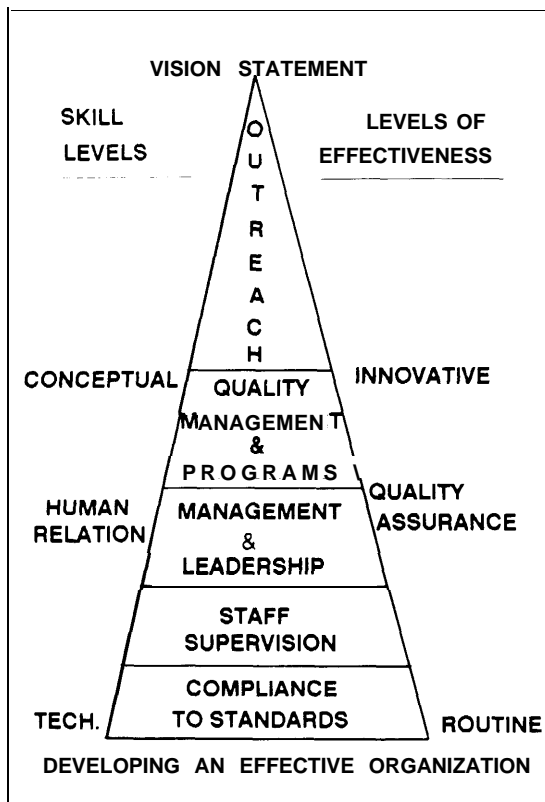 VISION STATEMENT
SKILL
LEVELS
LEVELS OF
EFFECTIVENESS
O
U
T
R
E
A
C
H
CONCEPTUAL
INNOVATIVE
QUALITY
MANAGEMENT
&
PROGRAMS
HUMAN
RELATION
QUALITY
ASSURANCE
MANAGEMENT
&
LEADERSHIP
STAFF
SUPERVISION
COMPLIANCE
TO STANDARDS
TECH.
ROUTINE
DEVELOPING AN EFFECTIVE ORGANIZATION